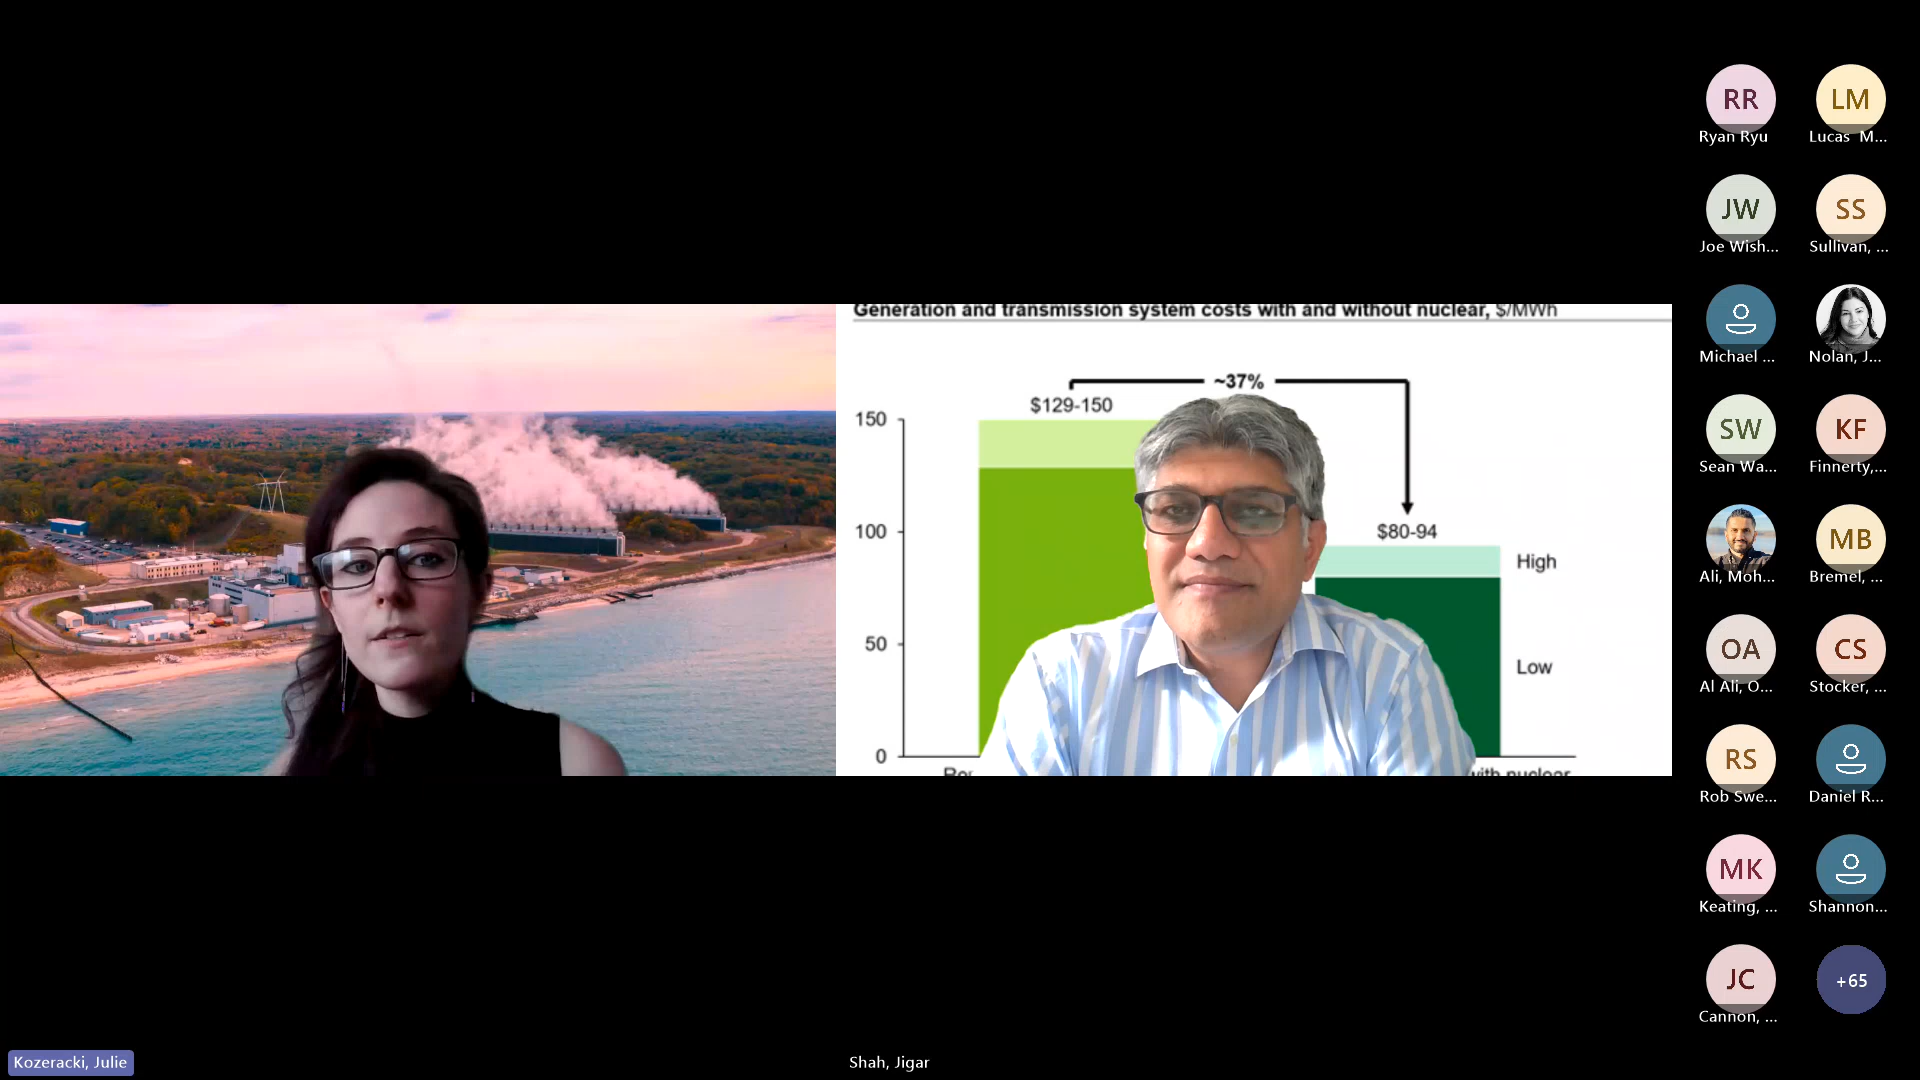 Generation and transmission system costs with and without nuclear, $/MWh
~37%
$129-150
150
100
$80-94
High
50
Low
0
with nuclear
Kozeracki, Julie
Shah, Jigar
RR
LM
Ryan Ryu
Lucas M...
JW
SS
Joe Wish...
Sullivan, ...
Michael ...
Nolan, J...
SW
KF
Sean Wa...
Finnerty,...
MB
Ali, Moh...
Bremel, ...
OA
CS
Al Ali, O...
Stocker, ...
RS
Rob Swe...
Daniel R...
MK
Keating, ...
Shannon...
JC
+65
Cannon, ...